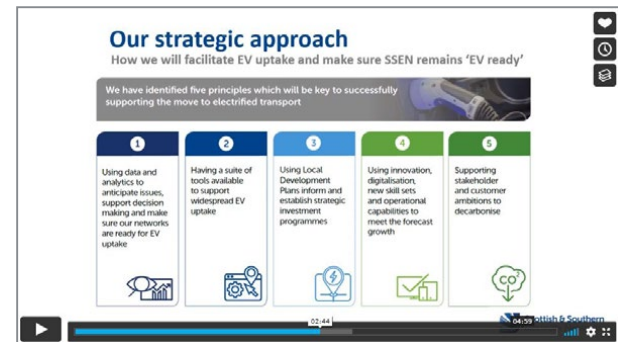 Our strategic approach
How we will facilitate EV uptake and make sure SSEN remains 'EV ready'
We have identified five principles which will be key to successfully
supporting the move to electrified transport
1
Using data and
analytics to
anticipate issues,
support decision
making and make
sure our networks
are ready for EV
uptake
2
Having a suite of
tools available
to support
widespread EV
uptake
3
Using Local
Development
Plans inform and
establish strategic
investment
programmes
4
Using innovation,
digitalisation,
new skill sets
and operational
capabilities to
meet the forecast
growth
5
Supporting
stakeholder
and customer
ambitions to
decarbonise
CO²
Scottish & Southern
02:44
04:59